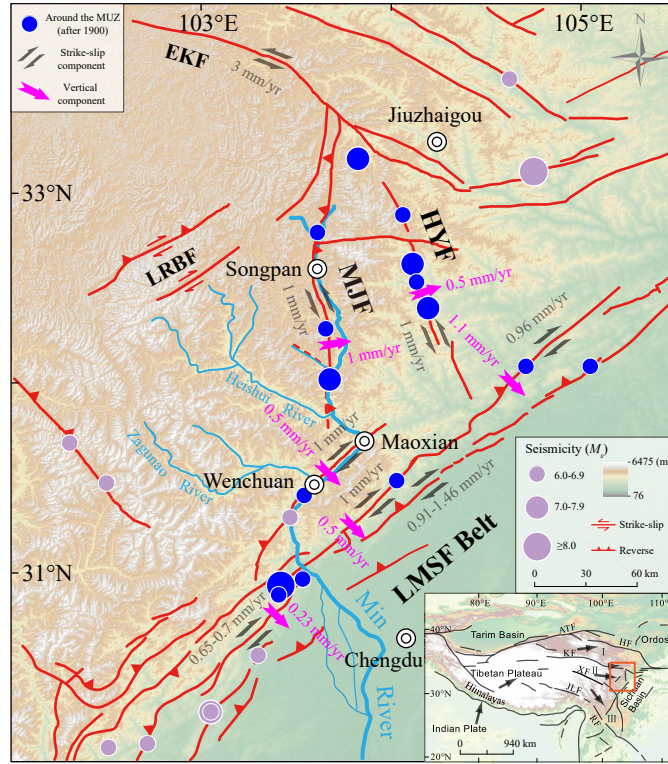 103°E
105°E
Around the MUZ
(after 1900)
Strike-slip
component
Vertical
component
EKF
3 mm/yr
N
Jiuzhaigou
33°N
HYF
LRBF
Songpan
MJF
0.5 mm/yr
1 mm/yr
1 mm/yr
1 mm/yr
1.1 mm/yr
0.96 mm/yr
Heishui River
Zagunao
River
0.5 mm/yr
1 mm/yr
Maoxian
Wenchuan
1 mm/yr
0.91-1.46 mm/yr
0.5 mm/yr
Seismicity (Ms)
6.0-6.9
7.0-7.9
≥8.0
6475 (m)
76
Strike-slip
Reverse
0 30 60 km
31°N
LMSF Belt
0.65-0.7 mm/yr
0.23 mm/yr
Min
River
Chengdu
80°E 90°E 100°E 110°
40°N
30°N
20°N
Tarim Basin
ATF
HF
Ordos
KF
I
XF
II
Tibetan Plateau
JLF
Sichuan
Basin
Himalayas
RF
III
Indian Plate
0 940 km